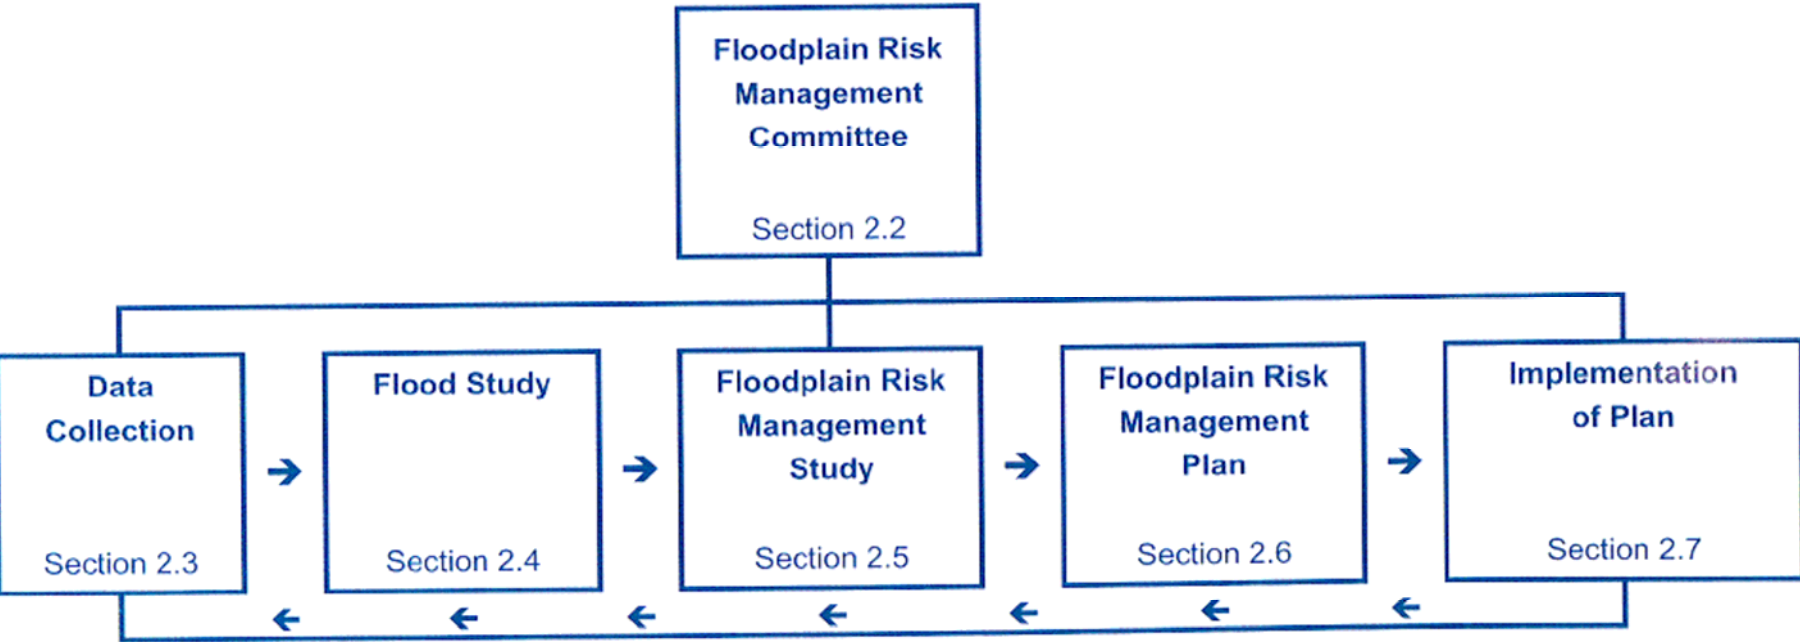 Floodplain Risk
Management
Committee
Section 2.2
Data
Collection
Section 2.3
Flood Study
Section 2.4
Floodplain Risk
Management
Study
Section 2.5
Floodplain Risk
Management
Plan
Section 2.6
Implementation
of Plan
Section 2.7